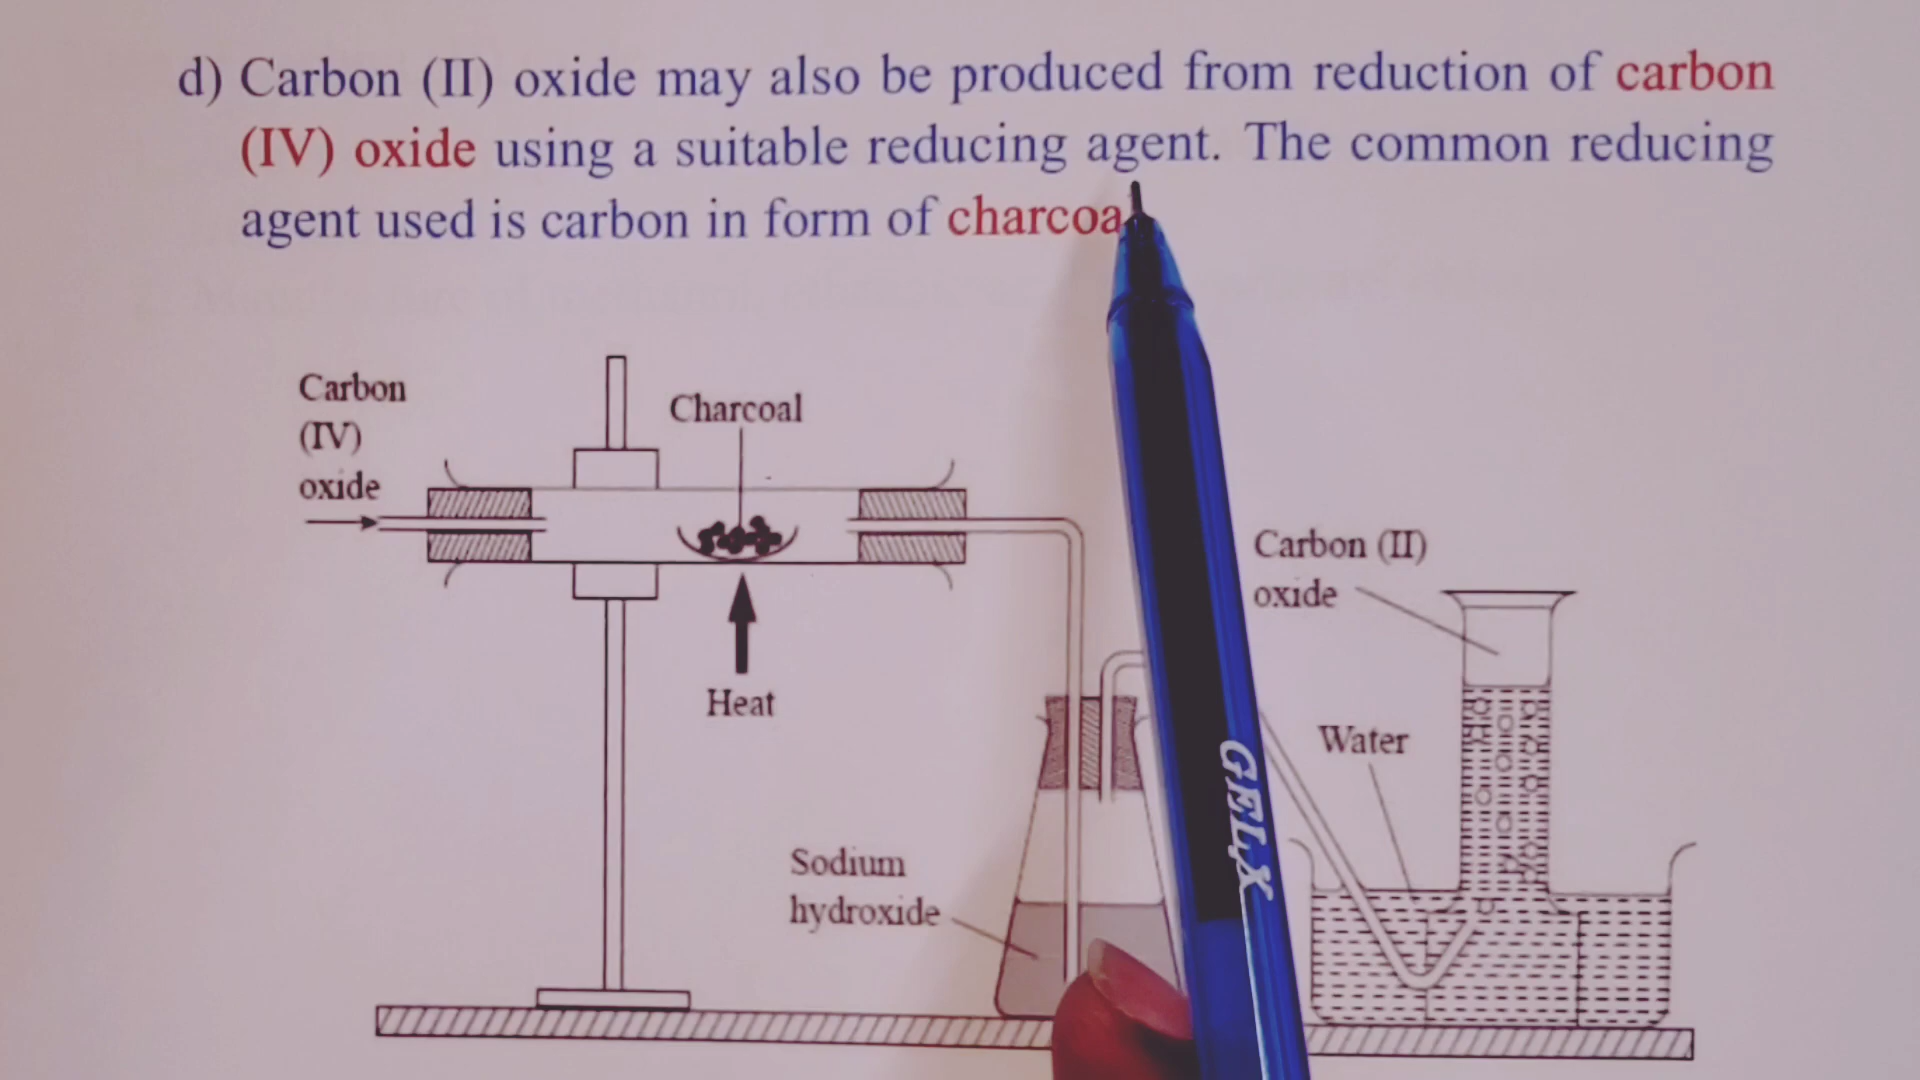 d) Carbon (II) oxide may also be produced from reduction of carbon
(IV) oxide using a suitable reducing agent. The common reducing
agent used is carbon in form of charcoa
Carbon
(IV)
oxide
Charcoal
Heat
Carbon (II)
oxide
Water
Sodium
hydroxide
GELX